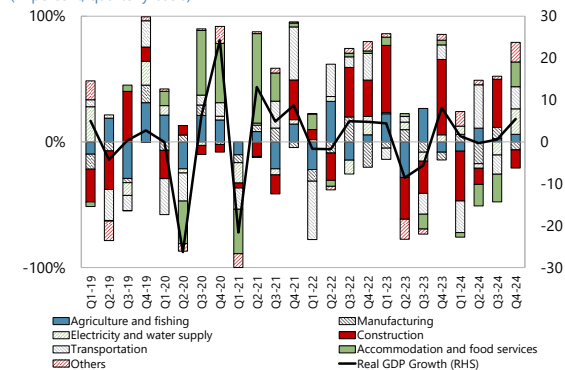 100%
30
20
10
0%
0
-10
-20
-100%
-30
Q1-19
Q2-19
Q3-19
Q4-19
Q1-20
Q2-20
Q3-20
Q4-20
Q1-21
Q2-21
Q3-21
Q4-21
Q1-22
Q2-22
Q3-22
Q4-22
Q1-23
Q2-23
Q3-23
Q4-23
Q1-24
Q2-24
Q3-24
Q4-24
Agriculture and fishing
Manufacturing
Electricity and water supply
Construction
Transportation
Accommodation and food services
Others
Real GDP Growth (RHS)